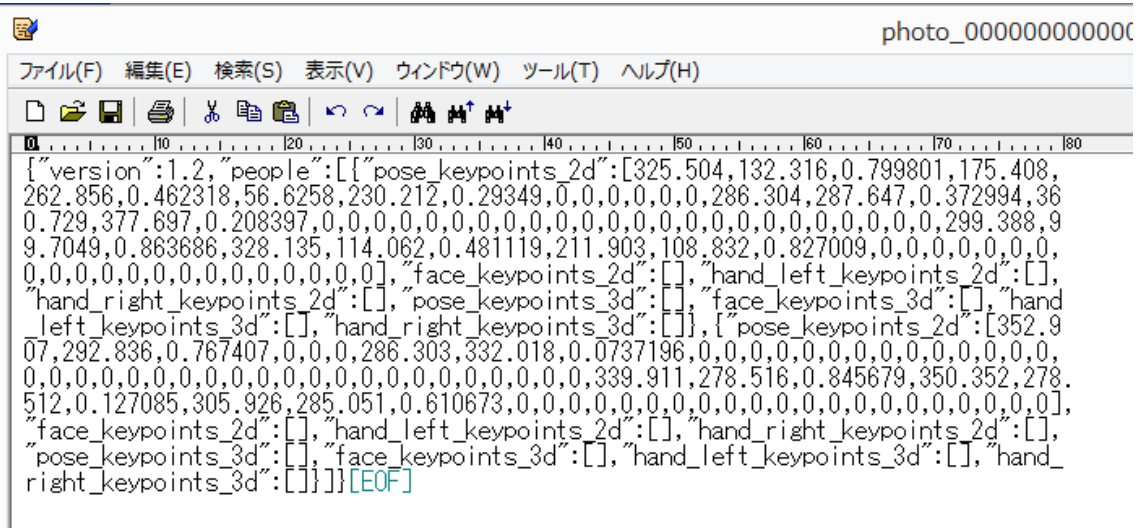 photo_000000000000
ファイル(F) 編集(E) 検索(S) 表示(V) ウィンドウ(W) ツール(T) ヘルプ(H)
0 10 20 30 40 50 60 70 80
{"version":1.2,"people":[{"pose_keypoints_2d":[325.504,132.316,0.799801,175.408,
262.856,0.462318,56.6258,230.212,0.29349,0,0,0,0,0,0,286.304,287.647,0.372994,36
0.729,377.697,0.208397,0,0,0,0,0,0,0,0,0,0,0,0,0,0,0,0,0,0,0,0,0,0,0,0,299.388,9
9.7049,0.863686,328.135,114.062,0.481119,211.903,108.832,0.827009,0,0,0,0,0,0,0,
0,0,0,0,0,0,0,0,0,0,0,0,0,0],"face_keypoints_2d":[],"hand_left_keypoints_2d":[],
"hand_right_keypoints_2d":[],"pose_keypoints_3d":[],"face_keypoints_3d":[],"hand
_left_keypoints_3d":[],"hand_right_keypoints_3d":[]},{"pose_keypoints_2d":[352.9
07,292.836,0.767407,0,0,0,286.303,332.018,0.0737196,0,0,0,0,0,0,0,0,0,0,0,0,0,0,
0,0,0,0,0,0,0,0,0,0,0,0,0,0,0,0,0,0,0,0,0,339.911,278.516,0.845679,350.352,278.
512,0.127085,305.926,285.051,0.610673,0,0,0,0,0,0,0,0,0,0,0,0,0,0,0,0,0,0,0,0,0],
"face_keypoints_2d":[],"hand_left_keypoints_2d":[],"hand_right_keypoints_2d":[],
"pose_keypoints_3d":[],"face_keypoints_3d":[],"hand_left_keypoints_3d":[],"hand_
right_keypoints_3d":[]}]}[EOF]